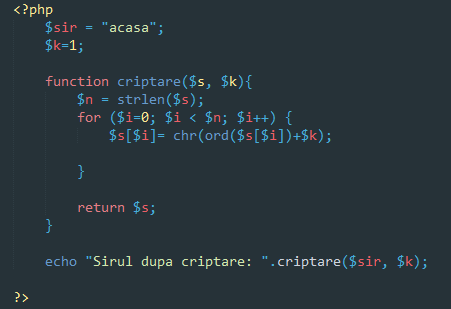 <?php
$sir = "acasa";
$k=1;
function criptare($s, $k){
$n = strlen($s);
for ($i=0; $i < $n; $i++) {
$s[$i]= chr(ord($s[$i])+$k);
}
return $s;
}
echo "Sirul dupa criptare: ".criptare($sir, $k);
?>